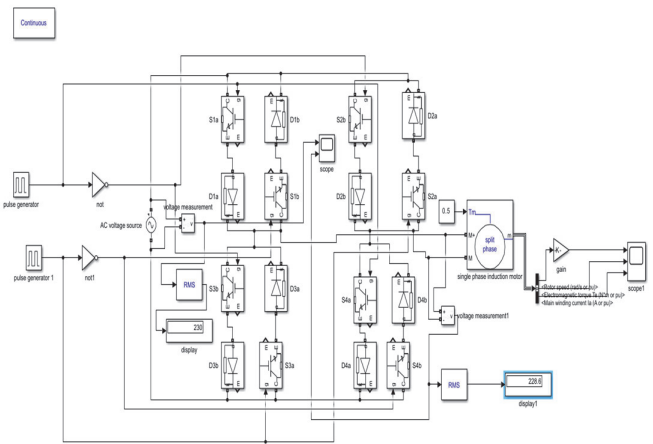 Continuous
S1a
D1b
S2b
D2a
scope
pulse generator
not
D1a
S1b
D2b
S2a
voltage measurement
AC voltage source
0.5
Tm
M+
M
m
split
phase
single phase induction motor
-K-
gain
scope1
<Rotor speed (rad/s or pu)>
<Electromagnetic torque Te (N*m or pu)>
<Main winding current Ia (A or pu)>
pulse generator 1
not1
RMS
230
display
S3b
D3a
S4a
D4b
voltage measurement1
D3b
S3a
D4a
S4b
RMS
228.6
display1